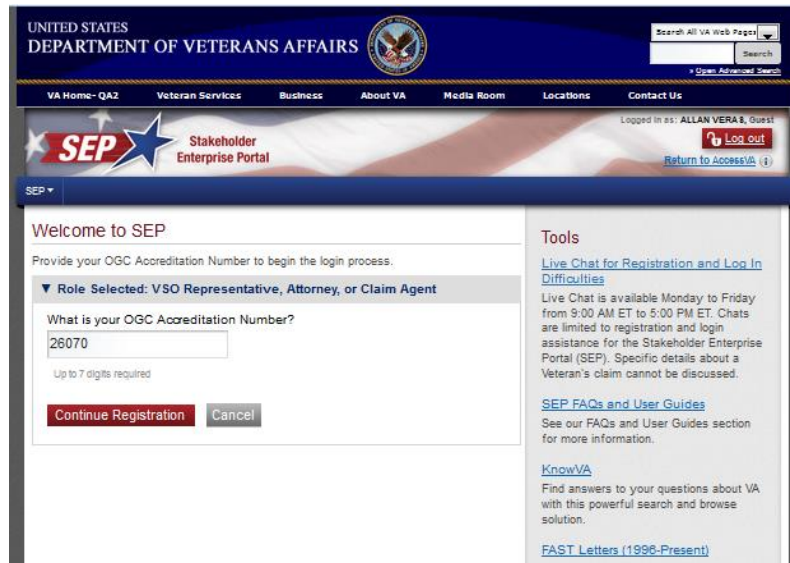 UNITED STATES
DEPARTMENT OF VETERANS AFFAIRS
Search All VA Web Pages
Search
» Open Advanced Search
VA Home- QA2 Veteran Services Business About VA Media Room Locations Contact Us
Logged in as: ALLAN VERA 8, Guest
SEP
Stakeholder
Enterprise Portal
Log out
Return to AccessVA
SEP
Welcome to SEP
Provide your OGC Accreditation Number to begin the login process.
Role Selected: VSO Representative, Attorney, or Claim Agent
What is your OGC Accreditation Number?
26070
Up to 7 digits required
Continue Registration Cancel
Tools
Live Chat for Registration and Log In
Difficulties
Live Chat is available Monday to Friday
from 9:00 AM ET to 5:00 PM ET. Chats
are limited to registration and login
assistance for the Stakeholder Enterprise
Portal (SEP). Specific details about a
Veteran's claim cannot be discussed.
SEP FAQs and User Guides
See our FAQs and User Guides section
for more information.
KnowVA
Find answers to your questions about VA
with this powerful search and browse
solution.
FAST Letters (1996-Present)